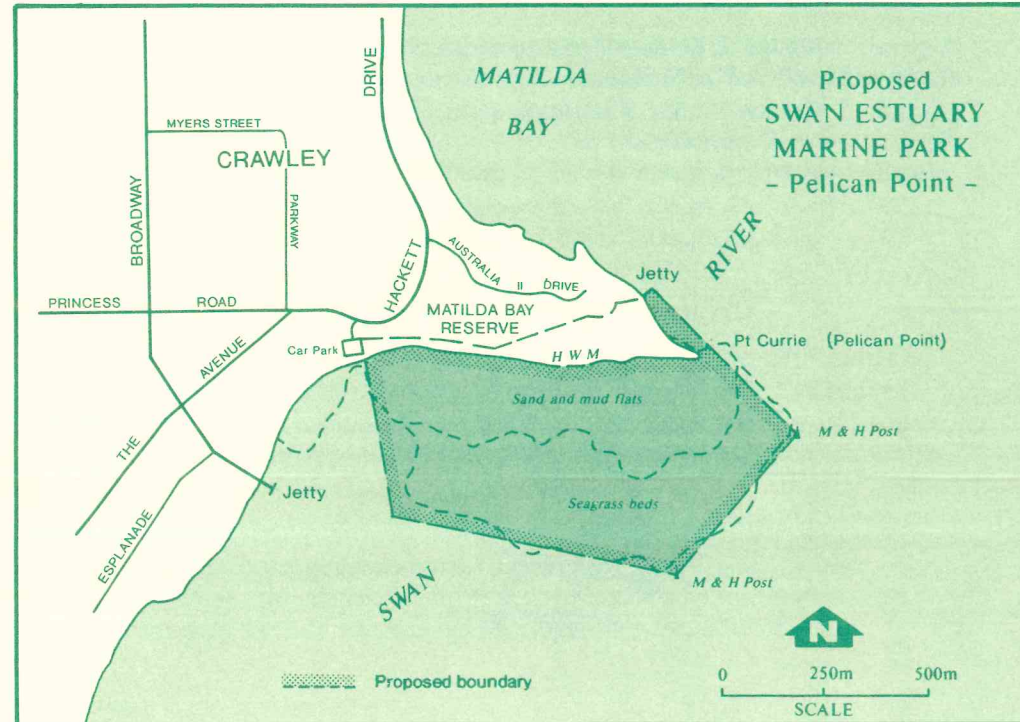 MATILDA
BAY
Proposed
SWAN ESTUARY
MARINE PARK
- Pelican Point -
DRIVE
MYERS STREET
CRAWLEY
BROADWAY
PARKWAY
HACKETT
AUSTRALIA II DRIVE
RIVER
Jetty
PRINCESS ROAD
MATILDA BAY
RESERVE
Car Park
AVENUE
THE
H W M
Pt Currie (Pelican Point)
Sand and mud flats
M & H Post
Seagrass beds
Jetty
ESPLANADE
SWAN
M & H Post
N
Proposed boundary
0 250m 500m
SCALE